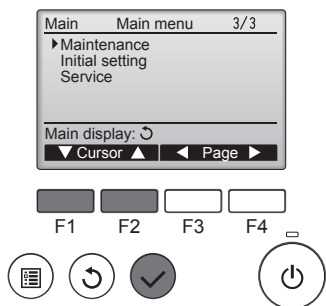 Main Main menu 3/3
Maintenance
Initial setting
Service
Main display:
Cursor Page
F1 F2 F3 F4